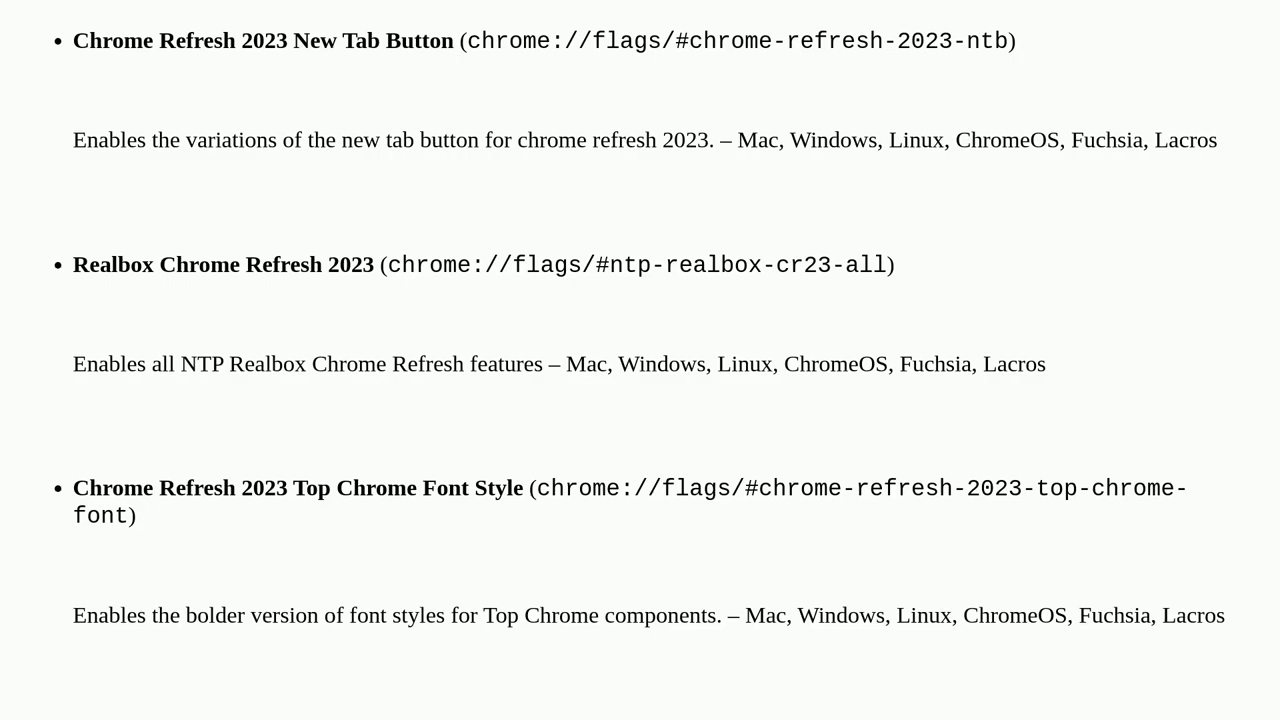 • Chrome Refresh 2023 New Tab Button (chrome://flags/#chrome-refresh-2023-ntb)
Enables the variations of the new tab button for chrome refresh 2023. – Mac, Windows, Linux, ChromeOS, Fuchsia, Lacros
• Realbox Chrome Refresh 2023 (chrome://flags/#ntp-realbox-cr23-all)
Enables all NTP Realbox Chrome Refresh features – Mac, Windows, Linux, ChromeOS, Fuchsia, Lacros
• Chrome Refresh 2023 Top Chrome Font Style (chrome://flags/#chrome-refresh-2023-top-chrome-
font)
Enables the bolder version of font styles for Top Chrome components. – Mac, Windows, Linux, ChromeOS, Fuchsia, Lacros